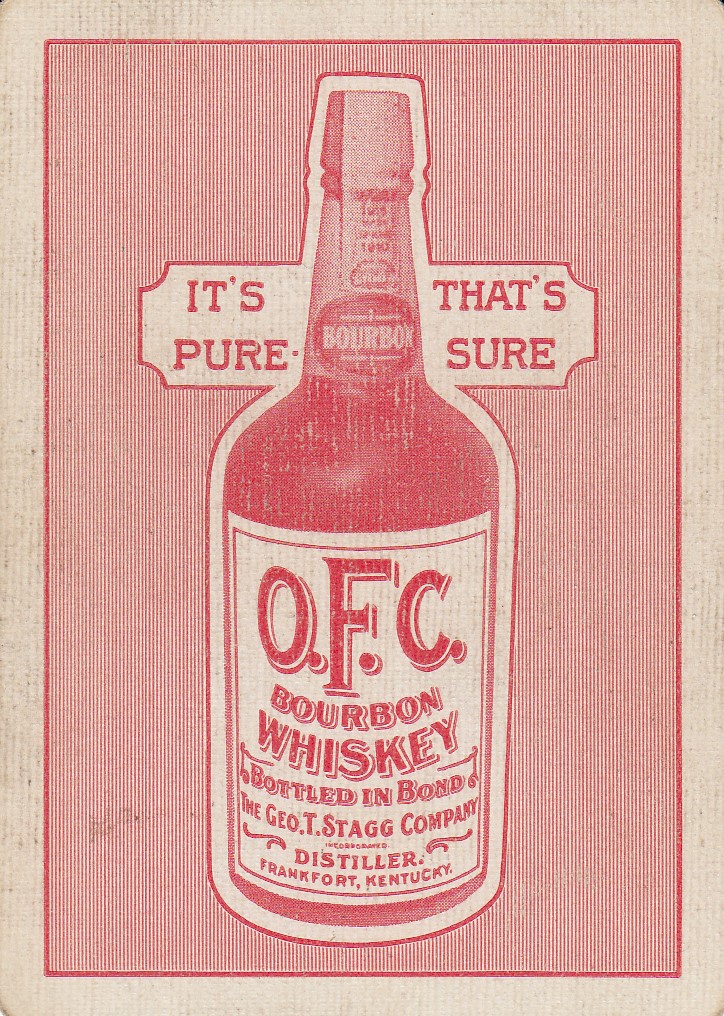 IT'S
PURE.
THAT'S
SURE
BOURBON
O.F.C.
BOURBON
WHISKEY
BOTTLED IN BOND
THE GEO. T. STAGG COMPANY
INCORPORATED.
DISTILLER.
FRANKFORT, KENTUCKY.